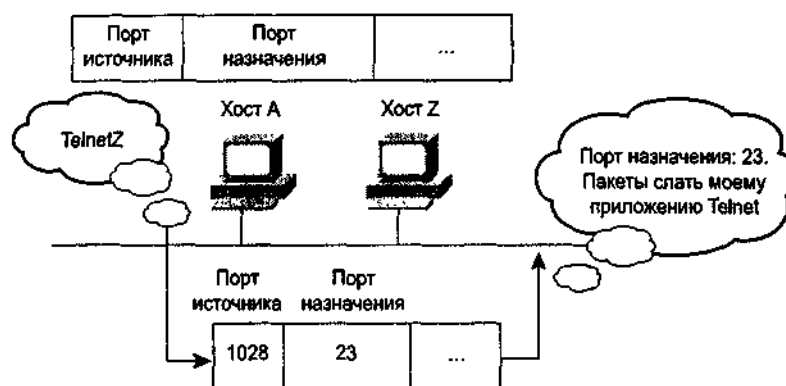 Порт источника
Порт назначения
...
Хост А
Хост Z
TelnetZ
Порт назначения: 23.
Пакеты слать моему
приложению Telnet
Порт источника
Порт назначения
1028
23
...